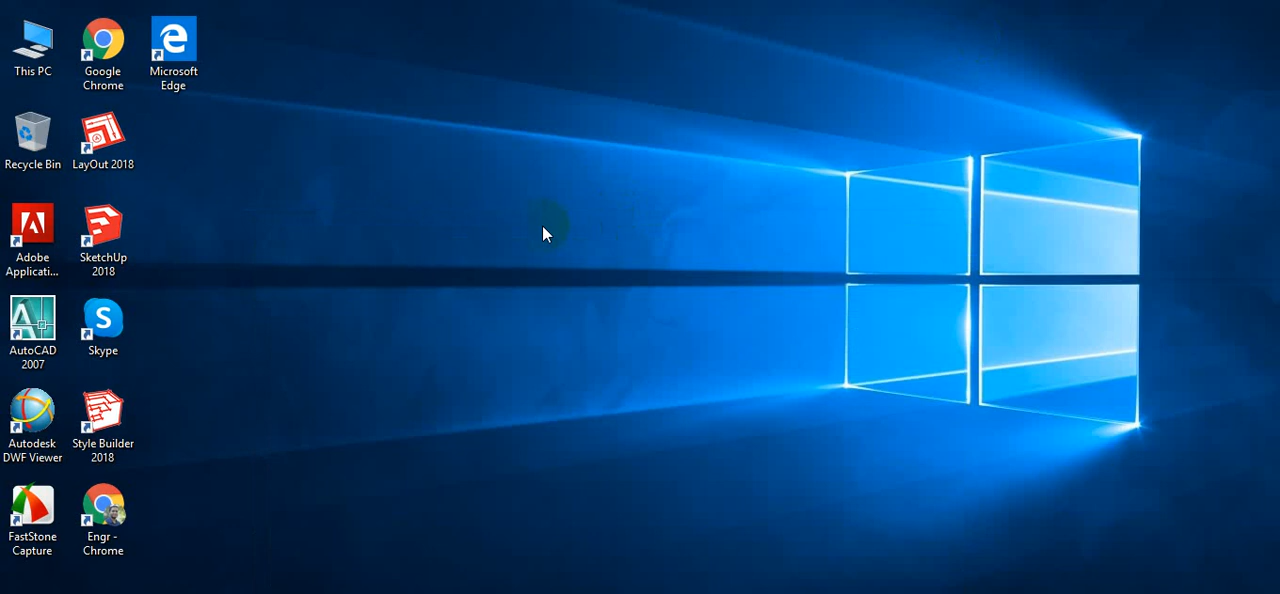 This PC
Google
Chrome
Microsoft
Edge
Recycle Bin
LayOut 2018
Adobe
Applicati...
SketchUp
2018
AutoCAD
2007
Skype
Autodesk
DWF Viewer
Style Builder
2018
FastStone
Capture
Engr -
Chrome